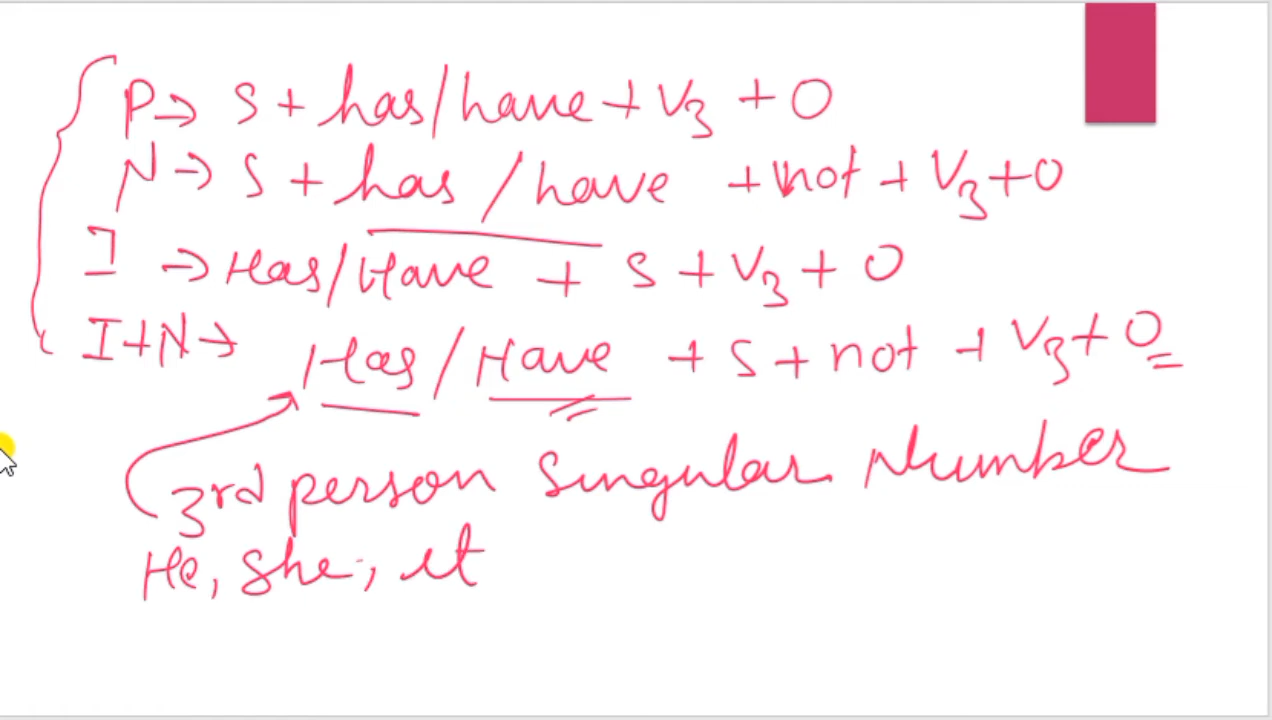 P→ S + has/have + V3 + O
N→ S + has / have + not + V3 + O
I → Has/Have + S + V3 + O
I+N→ Has / Have + S + not + V3 + O
3rd person Singular Number
He, She, it